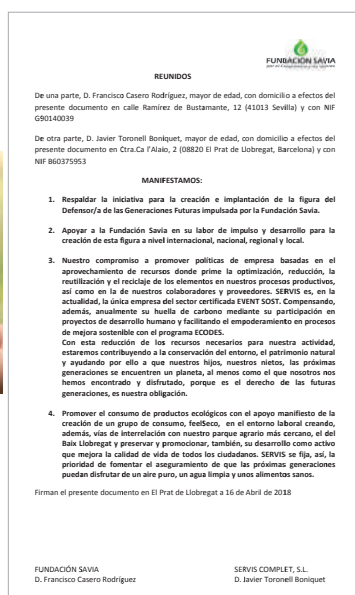 FUNDACIÓN SAVIA
REUNIDOS
De una parte, D. Francisco Casero Rodríguez, mayor de edad, con domicilio a efectos del
presente documento en calle Ramírez de Bustamante, 12 (41013 Sevilla) y con NIF
G90140039
De otra parte, D. Javier Toronell Boniquet, mayor de edad, con domicilio a efectos del
presente documento en Ctra.Ca l'Alaio, 2 (08820 El Prat de Llobregat, Barcelona) y con
NIF B60375953
MANIFESTAMOS:
1. Respaldar la iniciativa para la creación e implantación de la figura del
Defensor/a de las Generaciones Futuras impulsada por la Fundación Savia.
2. Apoyar a la Fundación Savia en su labor de impulso y desarrollo para la
creación de esta figura a nivel internacional, nacional, regional y local.
3. Nuestro compromiso a promover políticas de empresa basadas en el
aprovechamiento de recursos donde prime la optimización, reducción, la
reutilización y el reciclaje de los elementos en nuestros procesos productivos,
así como en la de nuestros colaboradores y proveedores. SERVIS es, en la
actualidad, la única empresa del sector certificada EVENT SOST. Compensando,
además, anualmente su huella de carbono mediante su participación en
proyectos de desarrollo humano y facilitando el empoderamiento en procesos
de mejora sostenible con el programa ECODES.
Con esta reducción de los recursos necesarios para nuestra actividad,
estaremos contribuyendo a la conservación del entorno, el patrimonio natural
y ayudando por ello a que nuestros hijos, nuestros nietos, las próximas
generaciones se encuentren un planeta, al menos como el que nosotros nos
hemos encontrado y disfrutado, porque es el derecho de las futuras
generaciones, es nuestra obligación.
4. Promover el consumo de productos ecológicos con el apoyo manifiesto de la
creación de un grupo de consumo, feelSeco, en el entorno laboral creando,
además, vías de interrelación con nuestro parque agrario más cercano, el del
Baix Llobregat y preservar y promocionar, también, su desarrollo como activo
que mejora la calidad de vida de todos los ciudadanos. SERVIS se fija, así, la
prioridad de fomentar el aseguramiento de que las próximas generaciones
puedan disfrutar de un aire puro, un agua limpia y unos alimentos sanos.
Firman el presente documento en El Prat de Llobregat a 16 de Abril de 2018
FUNDACIÓN SAVIA SERVIS COMPLET, S.L.
D. Francisco Casero Rodríguez D. Javier Toronell Boniquet